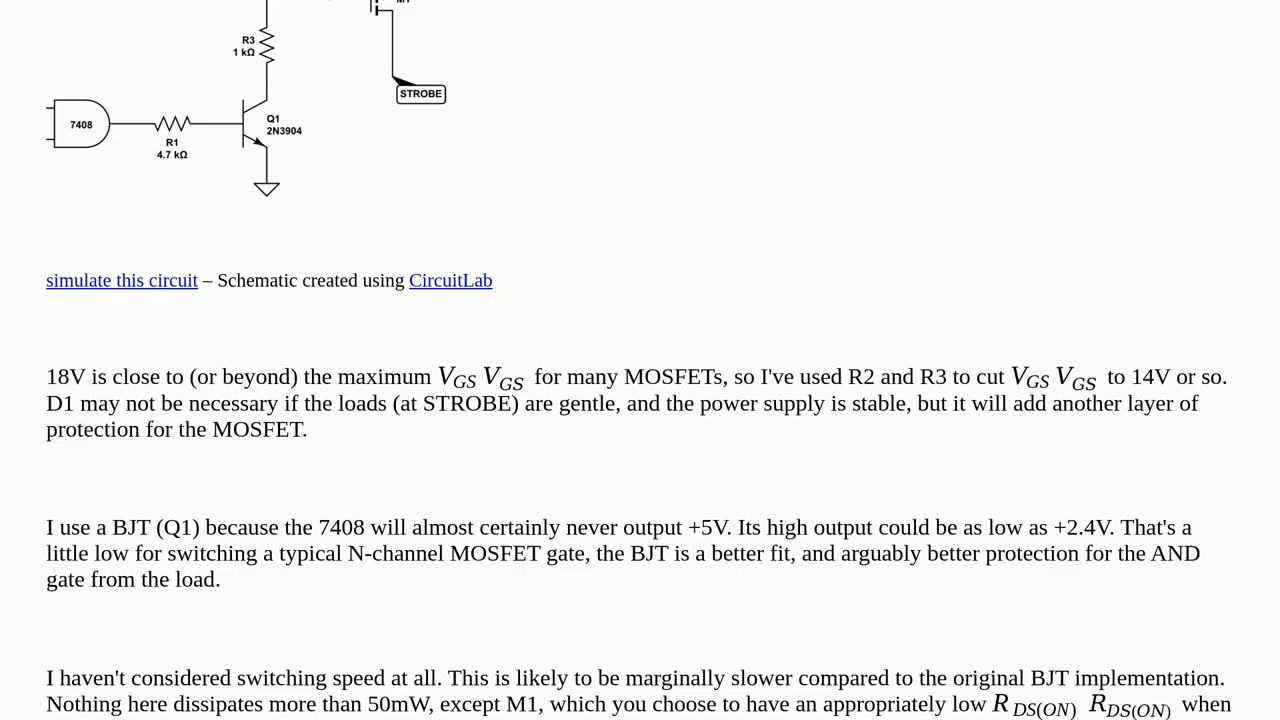 R3
1 kΩ
STROBE
7408
Q1
2N3904
R1
4.7 kΩ
simulate this circuit – Schematic created using CircuitLab
18V is close to (or beyond) the maximum VGS VGS for many MOSFETs, so I've used R2 and R3 to cut VGS VGS to 14V or so.
D1 may not be necessary if the loads (at STROBE) are gentle, and the power supply is stable, but it will add another layer of
protection for the MOSFET.
I use a BJT (Q1) because the 7408 will almost certainly never output +5V. Its high output could be as low as +2.4V. That's a
little low for switching a typical N-channel MOSFET gate, the BJT is a better fit, and arguably better protection for the AND
gate from the load.
I haven't considered switching speed at all. This is likely to be marginally slower compared to the original BJT implementation.
Nothing here dissipates more than 50mW, except M1, which you choose to have an appropriately low R DS(ON) RDS(ON) when